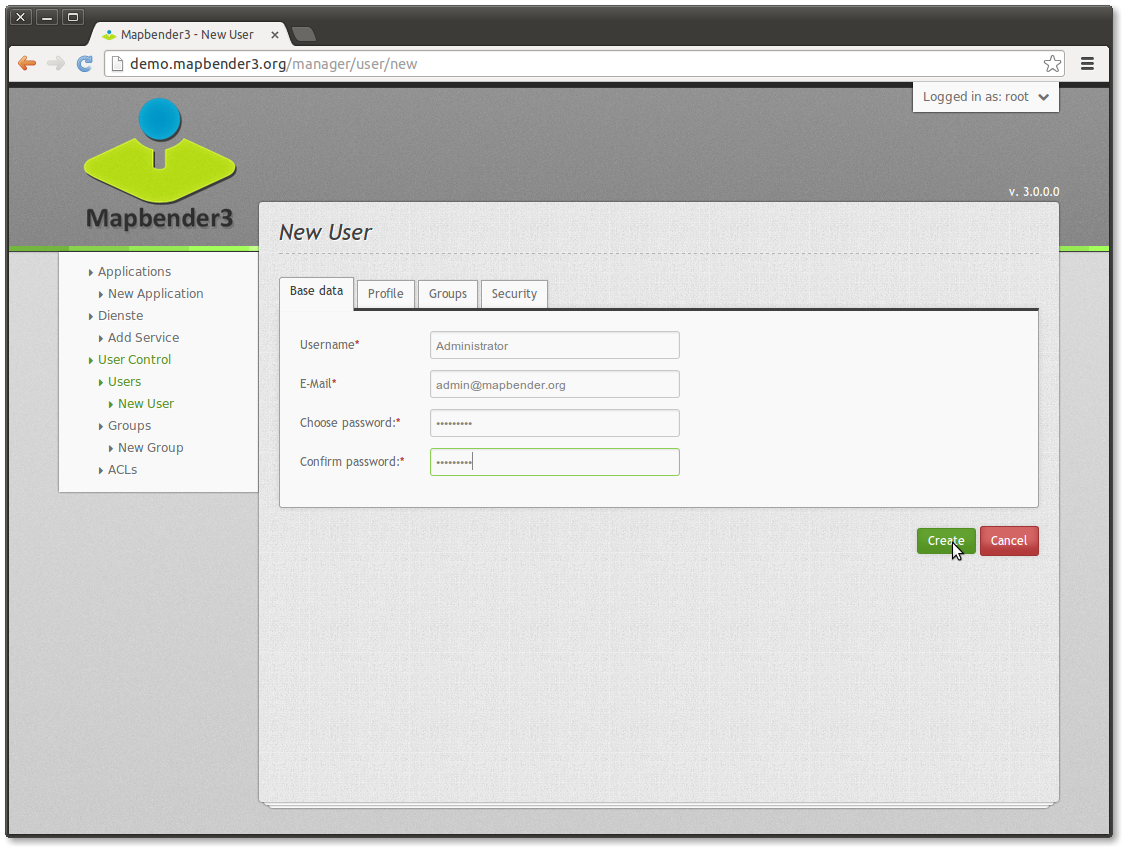 Mapbender3 - New User
demo.mapbender3.org/manager/user/new
Logged in as: root
Mapbender3
v. 3.0.0.0
Applications
New Application
Dienste
Add Service
User Control
Users
New User
Groups
New Group
ACLs
New User
Base data Profile Groups Security
Username* Administrator
E-Mail* admin@mapbender.org
Choose password:* •••••••••
Confirm password:* •••••••••
Create Cancel